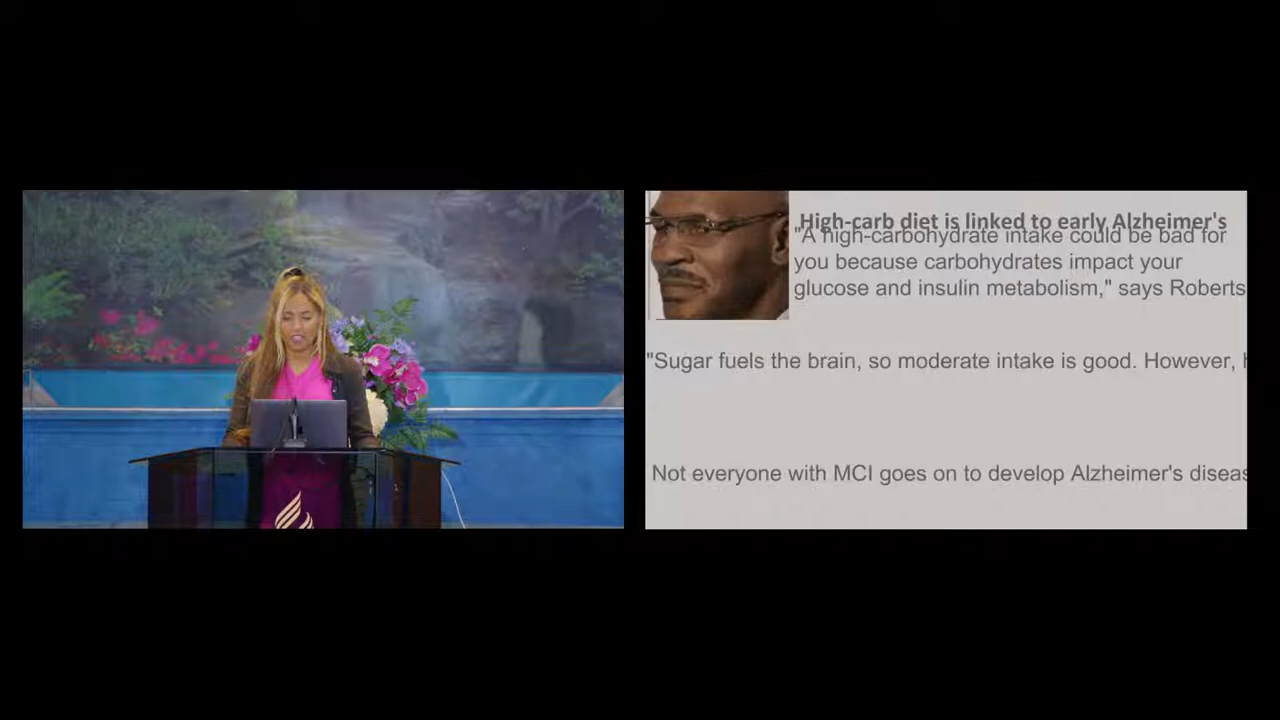 High-carb diet is linked to early Alzheimer's
"A high-carbohydrate intake could be bad for
you because carbohydrates impact your
glucose and insulin metabolism," says Roberts
"Sugar fuels the brain, so moderate intake is good. However,
Not everyone with MCI goes on to develop Alzheimer's